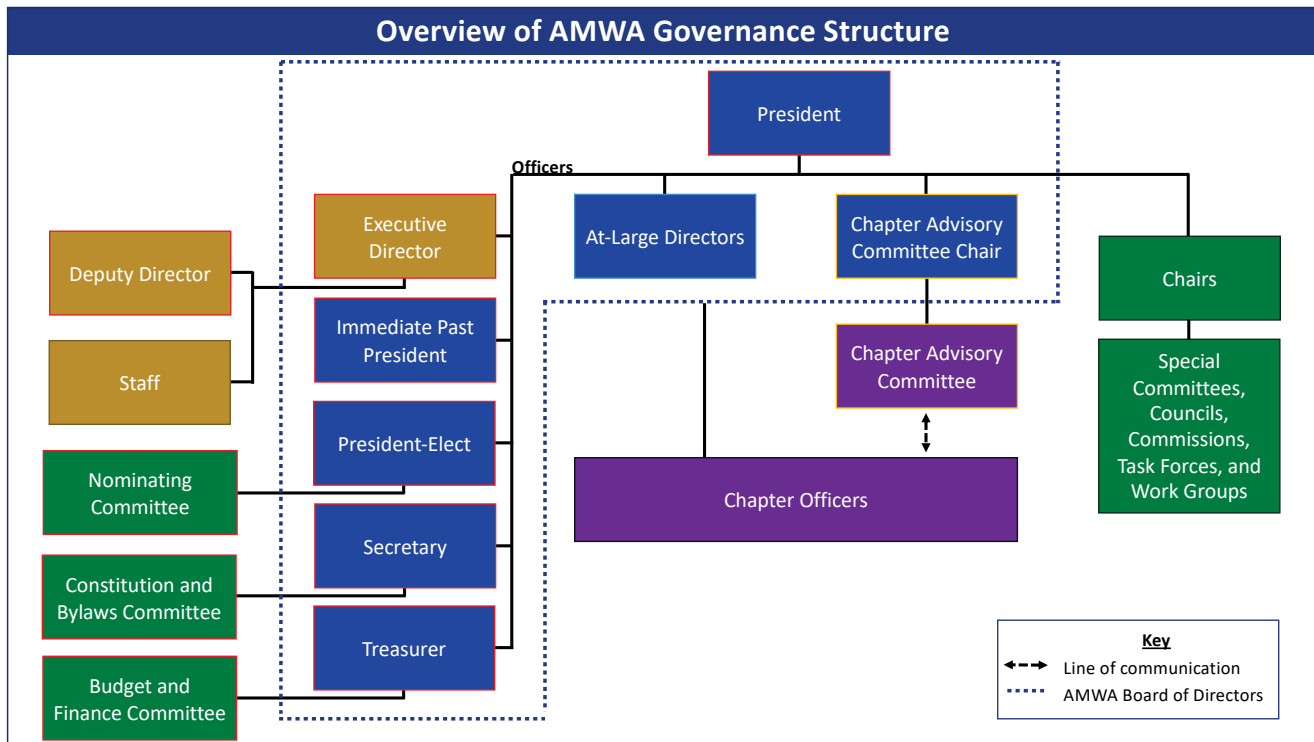 Overview of AMWA Governance Structure
President
Officers
Executive
Director
At-Large Directors
Chapter Advisory
Committee Chair
Deputy Director
Chairs
Immediate Past
President
Chapter Advisory
Committee
Staff
Special
Committees,
Councils,
Commissions,
Task Forces, and
Work Groups
President-Elect
Nominating
Committee
Chapter Officers
Secretary
Constitution and
Bylaws Committee
Treasurer
Budget and
Finance Committee
Key
Line of communication
AMWA Board of Directors